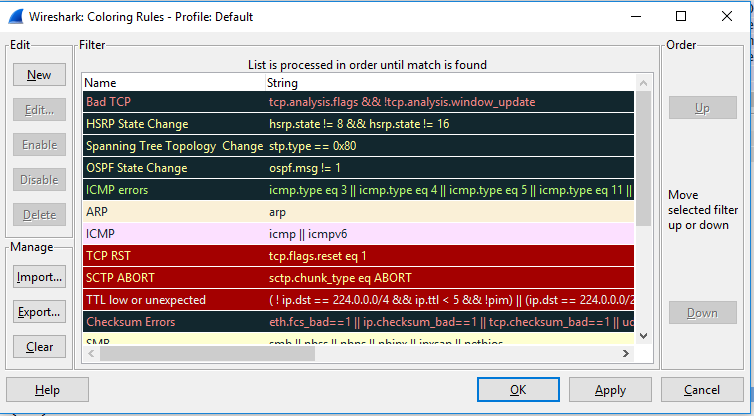 Wireshark: Coloring Rules - Profile: Default
Edit
Filter
Order
List is processed in order until match is found
New
Edit...
Enable
Disable
Delete
Manage
Import...
Export...
Clear
Name String
Bad TCP tcp.analysis.flags && !tcp.analysis.window_update
HSRP State Change hsrp.state != 8 && hsrp.state != 16
Spanning Tree Topology Change stp.type == 0x80
OSPF State Change ospf.msg != 1
ICMP errors icmp.type eq 3 || icmp.type eq 4 || icmp.type eq 5 || icmp.type eq 11 ||
ARP arp
ICMP icmp || icmpv6
TCP RST tcp.flags.reset eq 1
SCTP ABORT sctp.chunk_type eq ABORT
TTL low or unexpected ( ! ip.dst == 224.0.0.0/4 && ip.ttl < 5 && !pim) || (ip.dst == 224.0.0.0/2
Checksum Errors eth.fcs_bad==1 || ip.checksum_bad==1 || tcp.checksum_bad==1 ||
SMB smb || nbss || nbns || nbipx || ipxsap || netbios
Up
Move
selected filter
up or down
Down
Help
OK
Apply
Cancel